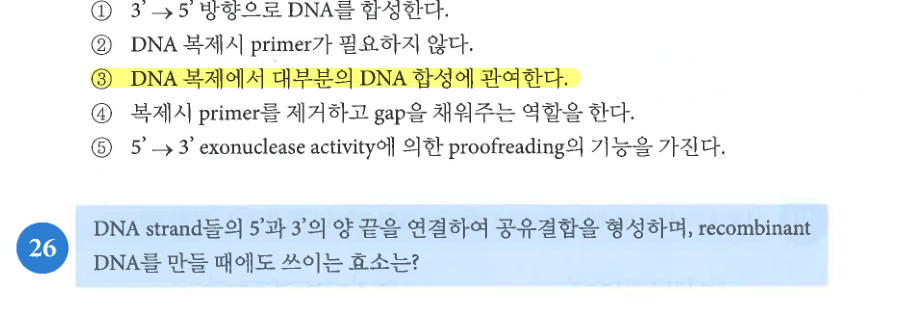 ① 3’ → 5’ 방향으로 DNA를 합성한다.
② DNA 복제시 primer가 필요하지 않다.
③ DNA 복제에서 대부분의 DNA 합성에 관여한다.
④ 복제시 primer를 제거하고 gap을 채워주는 역할을 한다.
⑤ 5’ → 3’ exonuclease activity에 의한 proofreading의 기능을 가진다.
26
DNA strand들의 5’과 3’의 양 끝을 연결하여 공유결합을 형성하며, recombinant
DNA를 만들 때에도 쓰이는 효소는?